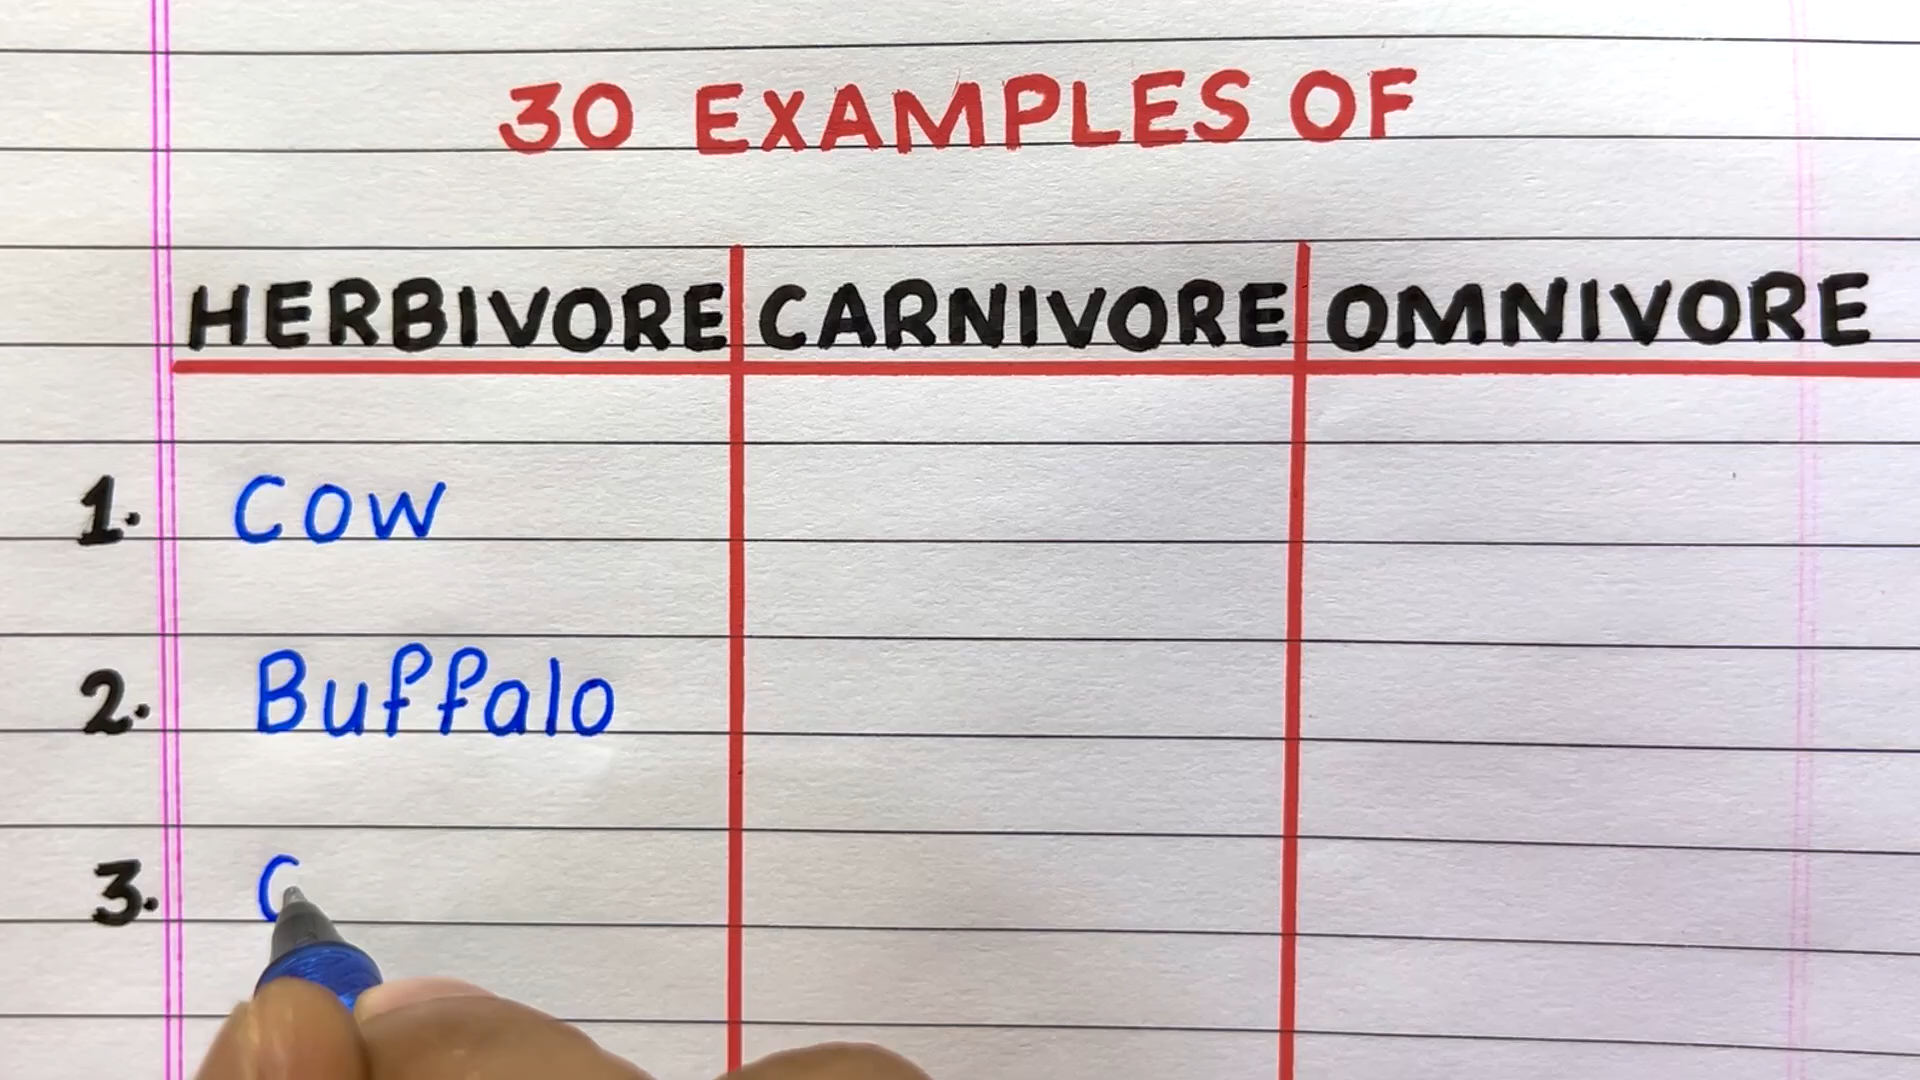 30 EXAMPLES OF
HERBIVORE CARNIVORE OMNIVORE
1. Cow
2. Buffalo
3.